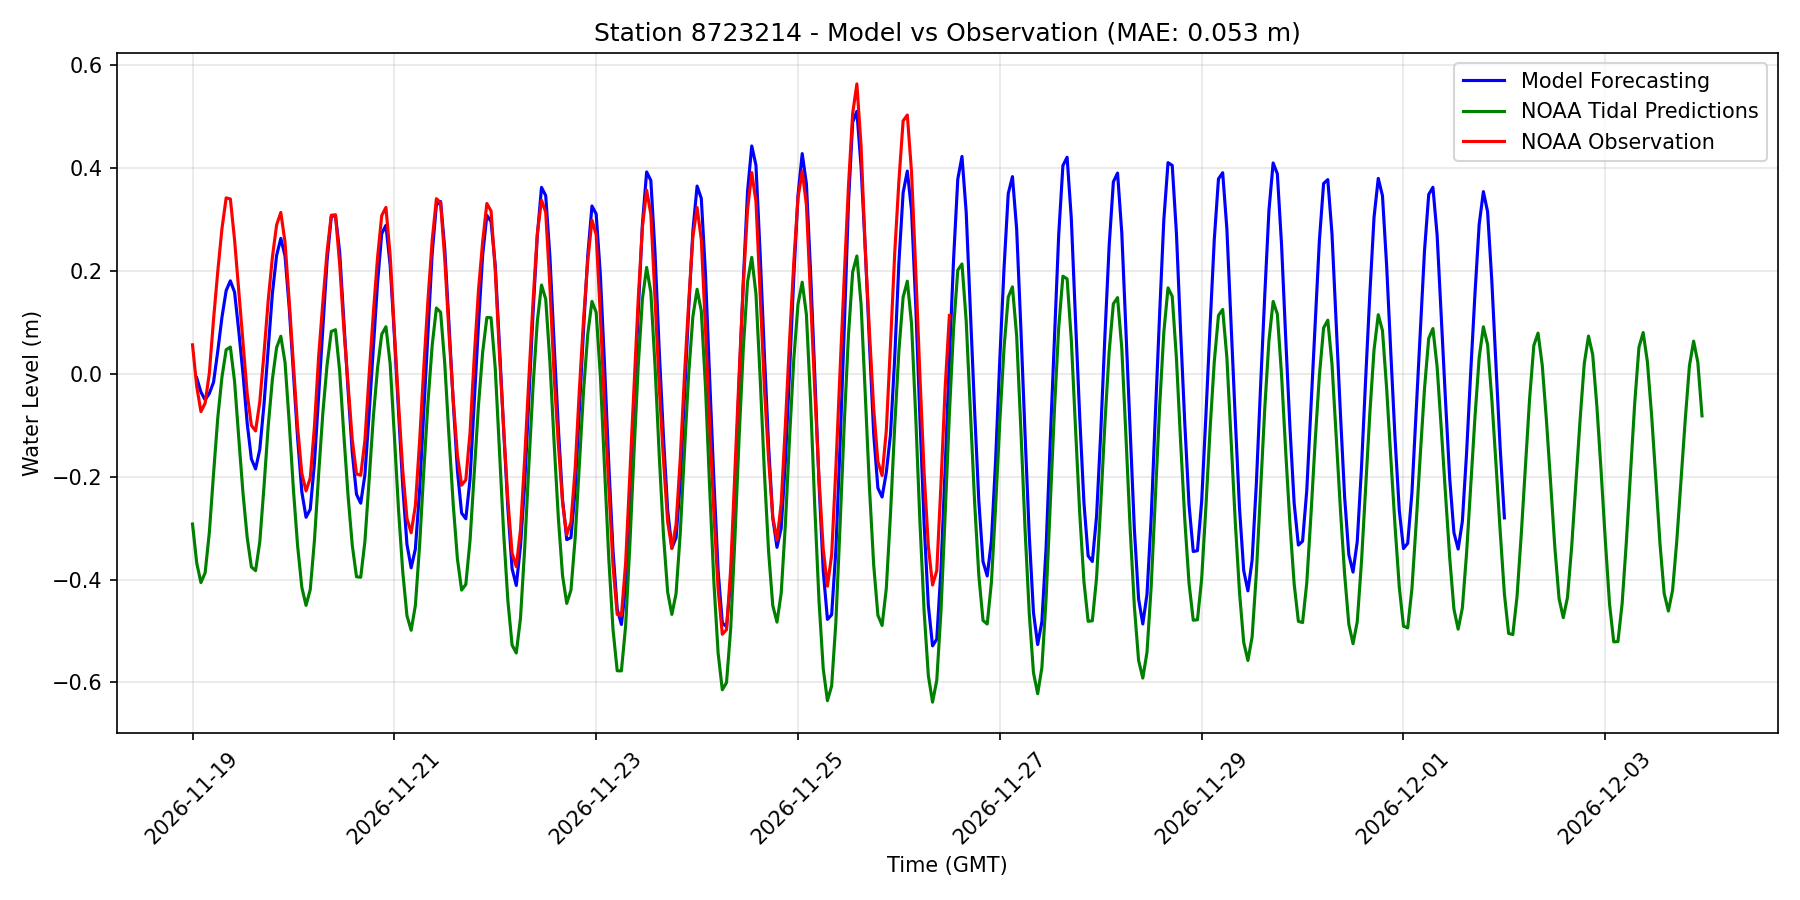 Station 8723214 - Model vs Observation (MAE: 0.053 m)
Model Forecasting
NOAA Tidal Predictions
NOAA Observation
Water Level (m)
0.6
0.4
0.2
0.0
−0.2
−0.4
−0.6
2026-11-19
2026-11-21
2026-11-23
2026-11-25
2026-11-27
2026-11-29
2026-12-01
2026-12-03
Time (GMT)